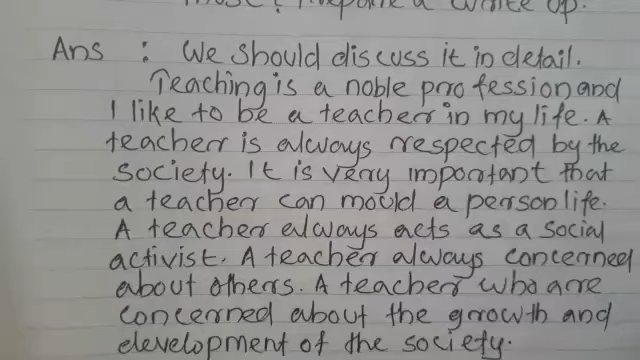 Prepare a write up.
Ans : We should discuss it in detail.
Teaching is a noble profession and
I like to be a teacher in my life. A
teacher is always respected by the
society. It is very important that
a teacher can mould a person life.
A teacher always acts as a social
activist. A teacher always concerned
about others. A teacher who are
concerned about the growth and
development of the society.